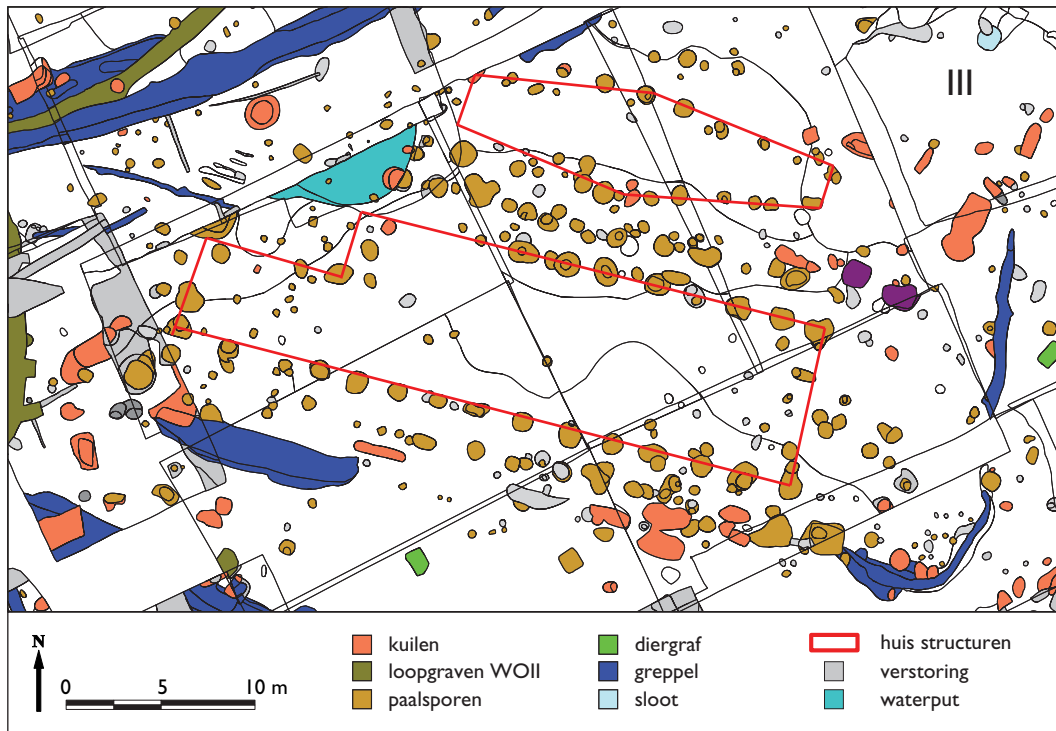 III
N
0 5 10 m
kuilen
loopgraven WOII
paalsporen
diergraf
greppel
sloot
huis structuren
verstoring
waterput